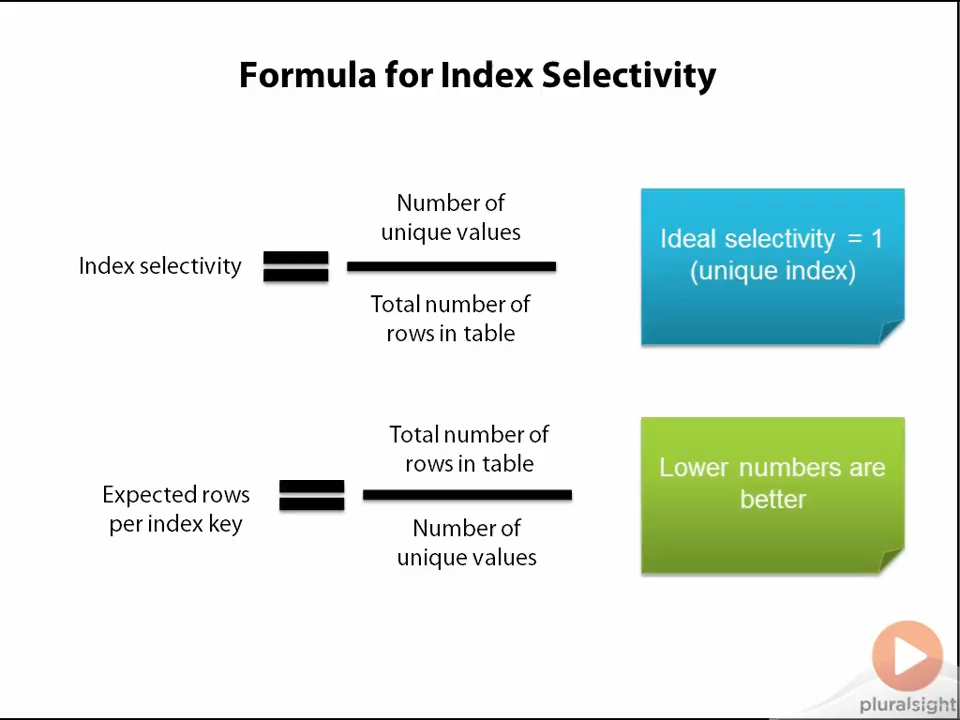 Formula for Index Selectivity
Index selectivity
Number of
unique values
Total number of
rows in table
Ideal selectivity = 1
(unique index)
Expected rows
per index key
Total number of
rows in table
Number of
unique values
Lower numbers are
better
pluralsight